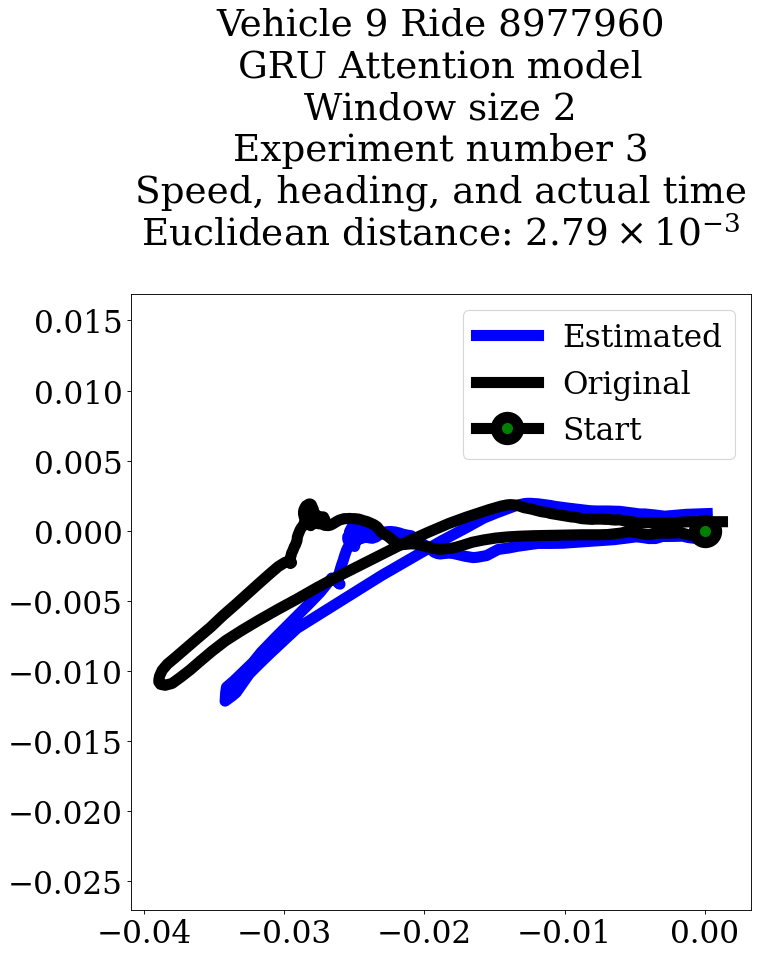 Vehicle 9 Ride 8977960
GRU Attention model
Window size 2
Experiment number 3
Speed, heading, and actual time
Euclidean distance: 2.79 × 10⁻³
Estimated
Original
Start
0.015
0.010
0.005
0.000
−0.005
−0.010
−0.015
−0.020
−0.025
−0.04 −0.03 −0.02 −0.01 0.00